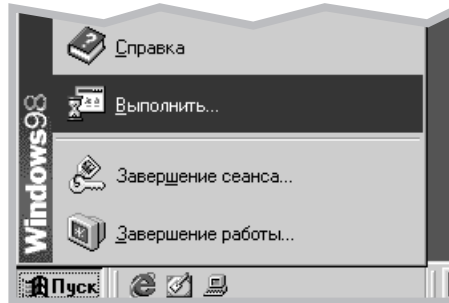 Справка
Выполнить...
Завершение сеанса...
Завершение работы...
Windows98
Пуск